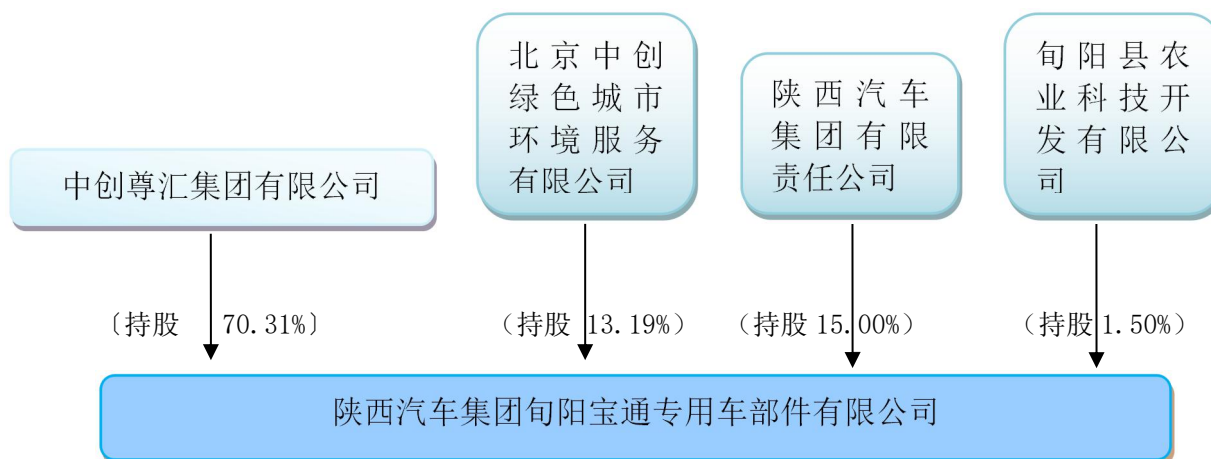 中创尊汇集团有限公司
北京中创
绿色城市
环境服务
有限公司
陕西汽车
集团有限
责任公司
旬阳县农
业科技开
发有限公
司
〔持股 70.31%〕
（持股 13.19%）
（持股 15.00%）
（持股 1.50%）
陕西汽车集团旬阳宝通专用车部件有限公司